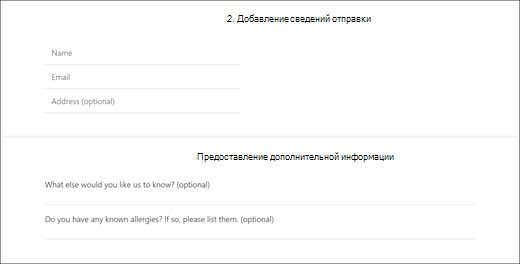 2. Добавление сведений отправки
Name
Email
Address (optional)
Предоставление дополнительной информации
What else would you like us to know? (optional)
Do you have any known allergies? If so, please list them. (optional)